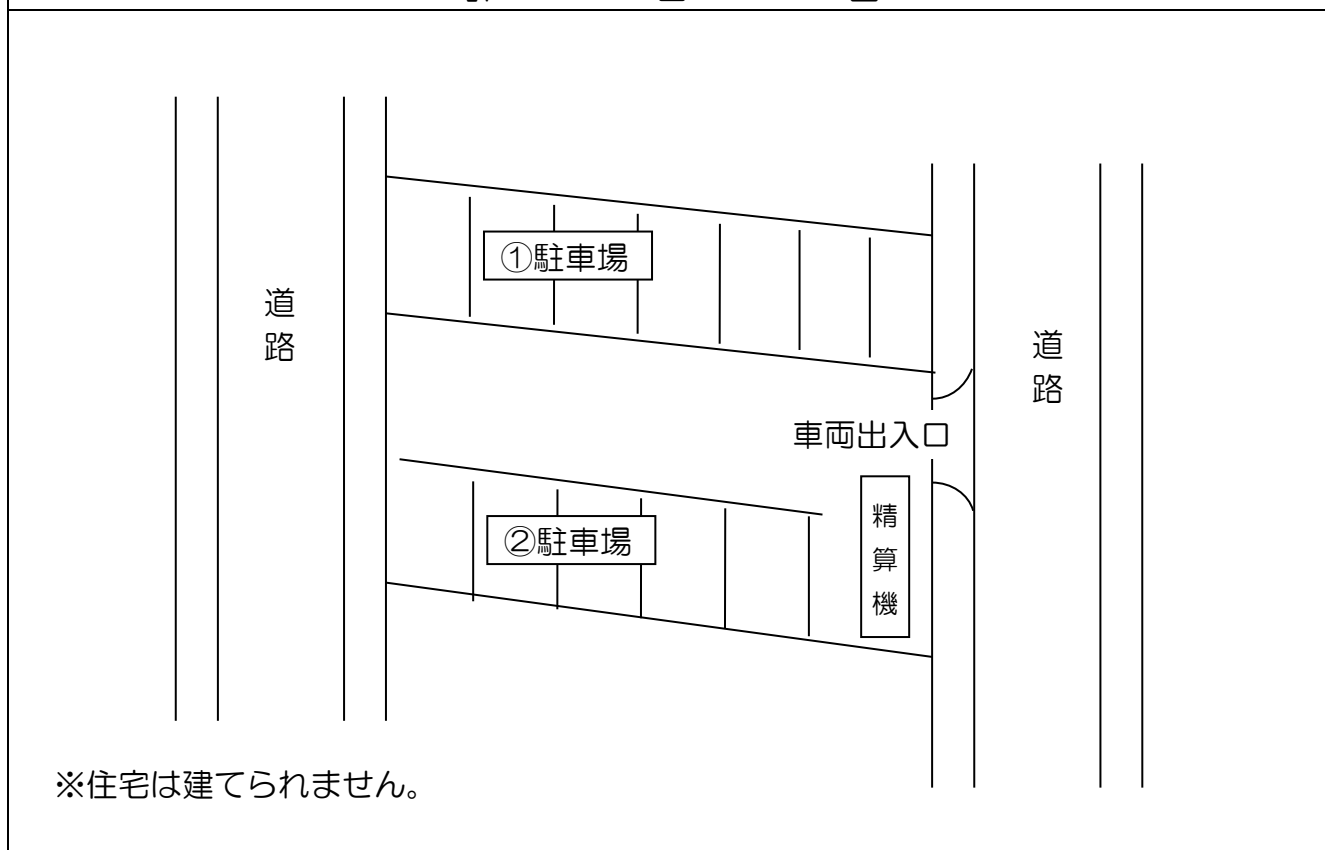 ①駐車場
道路
道路
車両出入口
②駐車場
精算機
※住宅は建てられません。